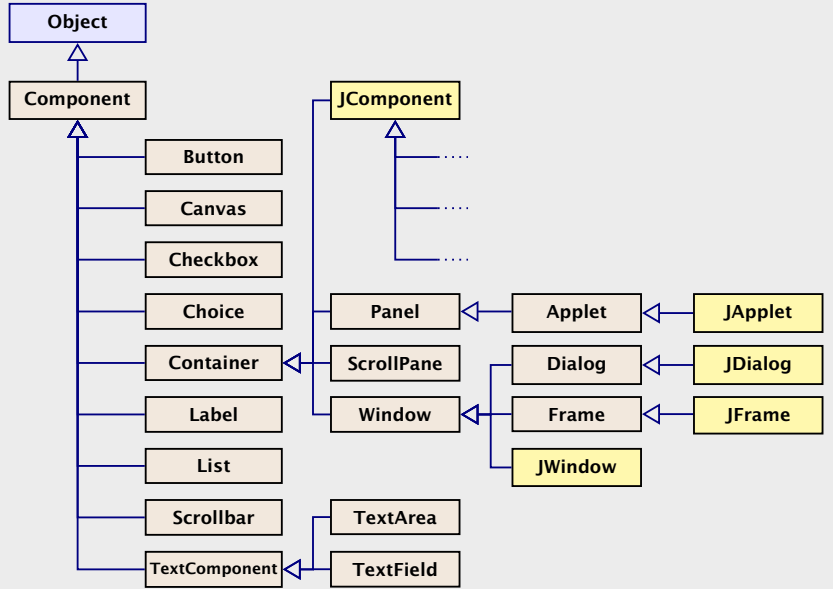 Object
Component
JComponent
Button
....
Canvas
....
Checkbox
....
Choice
Panel
Applet
JApplet
Container
ScrollPane
Dialog
JDialog
Label
Window
Frame
JFrame
List
JWindow
Scrollbar
TextArea
TextComponent
TextField